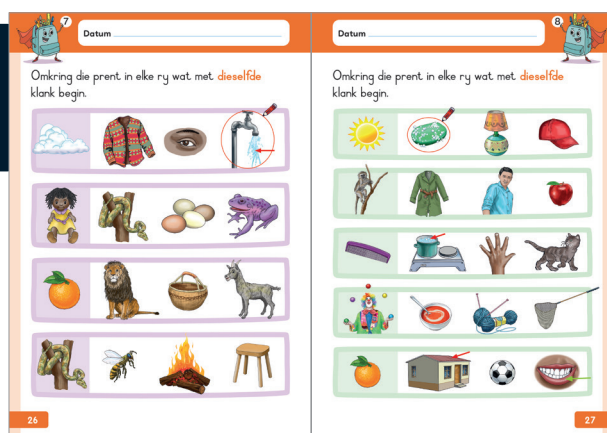 7
Datum
Omkring die prent in elke ry wat met dieselfde
klank begin.
26
8
Datum
Omkring die prent in elke ry wat met dieselfde
klank begin.
27